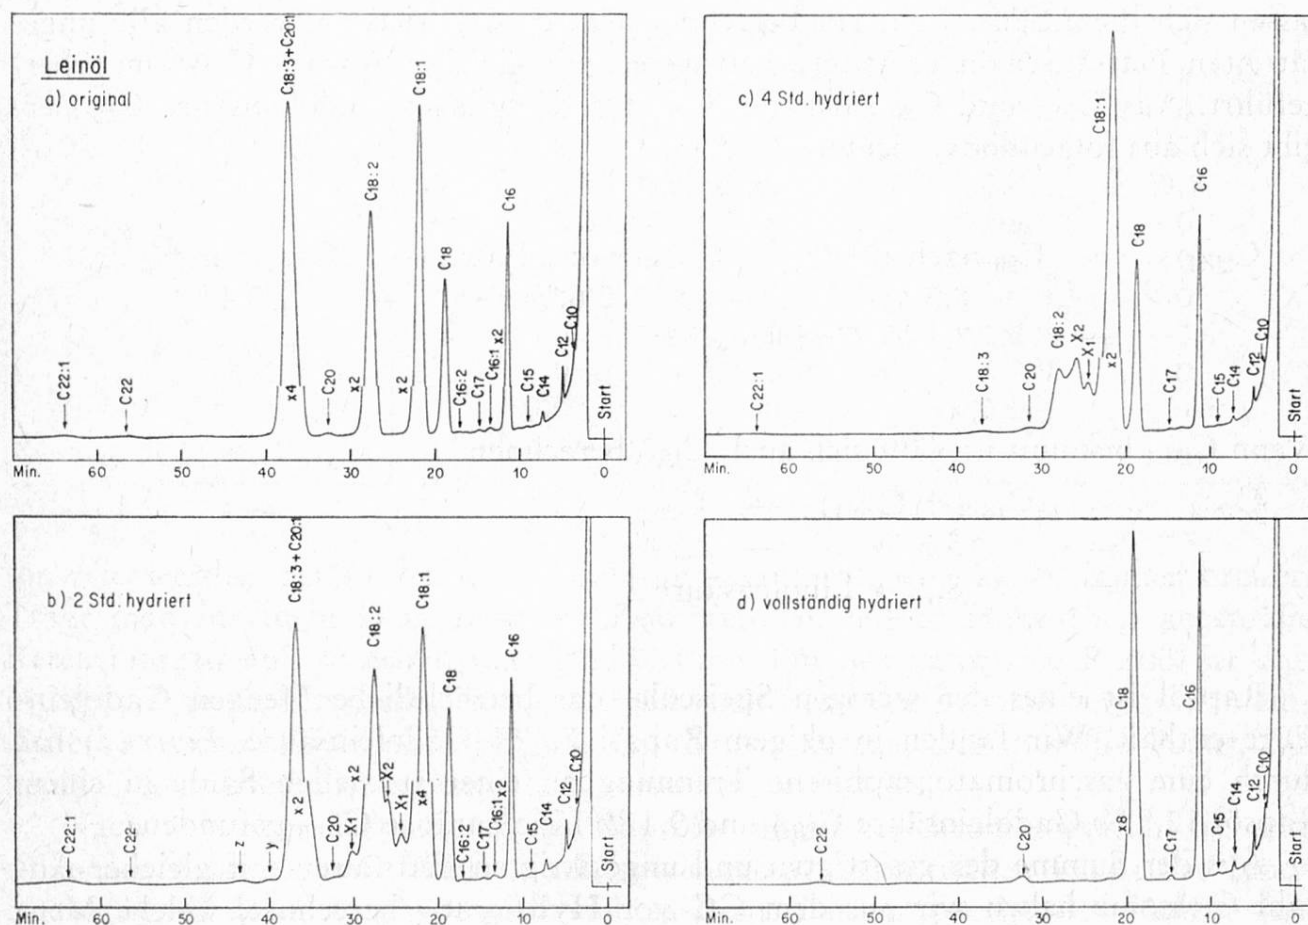 Leinöl
a) original
C22:1
C22
C18:3+C20:1
x4
C20
x2
C18:2
x2
C18:1
C18
C16:2
C17
C16:1 x2
C16
C15
C14
C12
C10
Start
Min. 60 50 40 30 20 10 0
c) 4 Std. hydriert
C22:1
C18:3
C20
C18:2
X2
X1
x2
C18:1
C18
C17
C16
C15
C14
C12
C10
Start
Min. 60 50 40 30 20 10 0
b) 2 Std. hydriert
C22:1
C22
z
y
C18:3+C20:1
x2
C20
x2
C18:2
X2
X1
x4
C18:1
C18
C16:2
C17
C16:1 x2
C16
C15
C14
C12
C10
Start
Min. 60 50 40 30 20 10 0
d) vollständig hydriert
C22
C20
x8
C18
C17
C16
C15
C14
C12
C10
Start
Min. 60 50 40 30 20 10 0